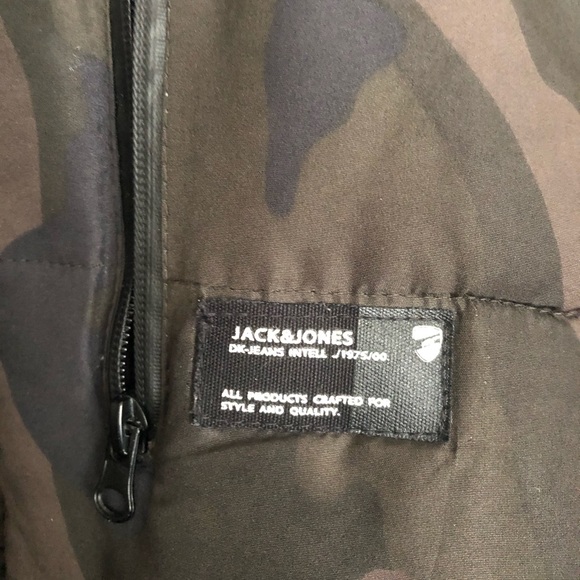 JACK&JONES
DK-JEANS INTELL ./1975/00
ALL PRODUCTS CRAFTED FOR
STYLE AND QUALITY.